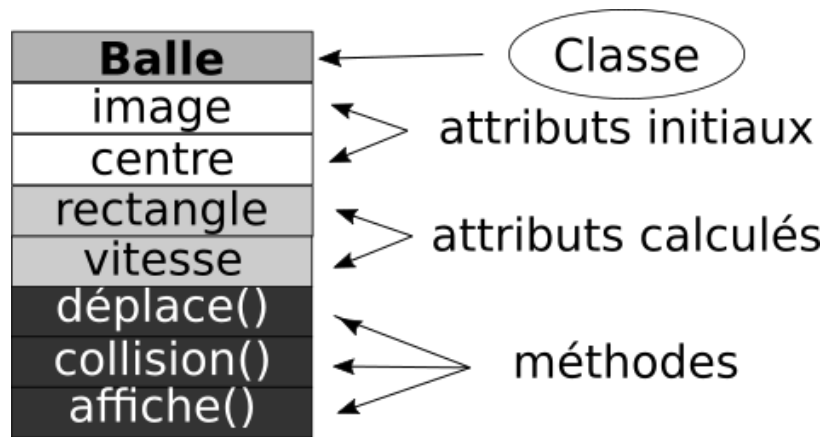 Balle
Classe
image
attributs initiaux
centre
rectangle
attributs calculés
vitesse
déplace()
collision()
méthodes
affiche()